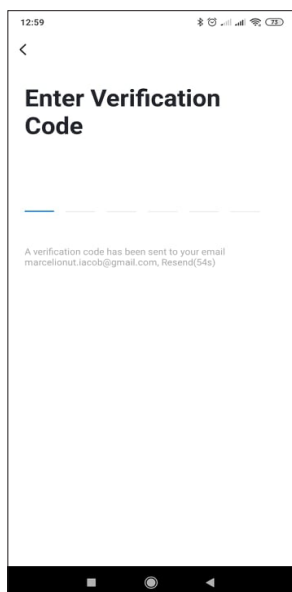 12:59
73
Enter Verification
Code
A verification code has been sent to your email
marcelionut.iacob@gmail.com, Resend(54s)